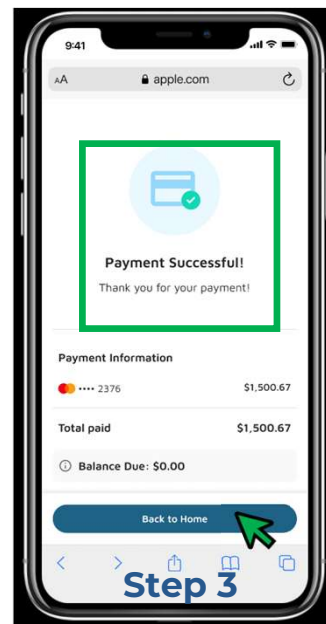 9:41
AA apple.com
Payment Successful!
Thank you for your payment!
Payment Information
•••• 2376 $1,500.67
Total paid $1,500.67
Balance Due: $0.00
Back to Home
Step 3